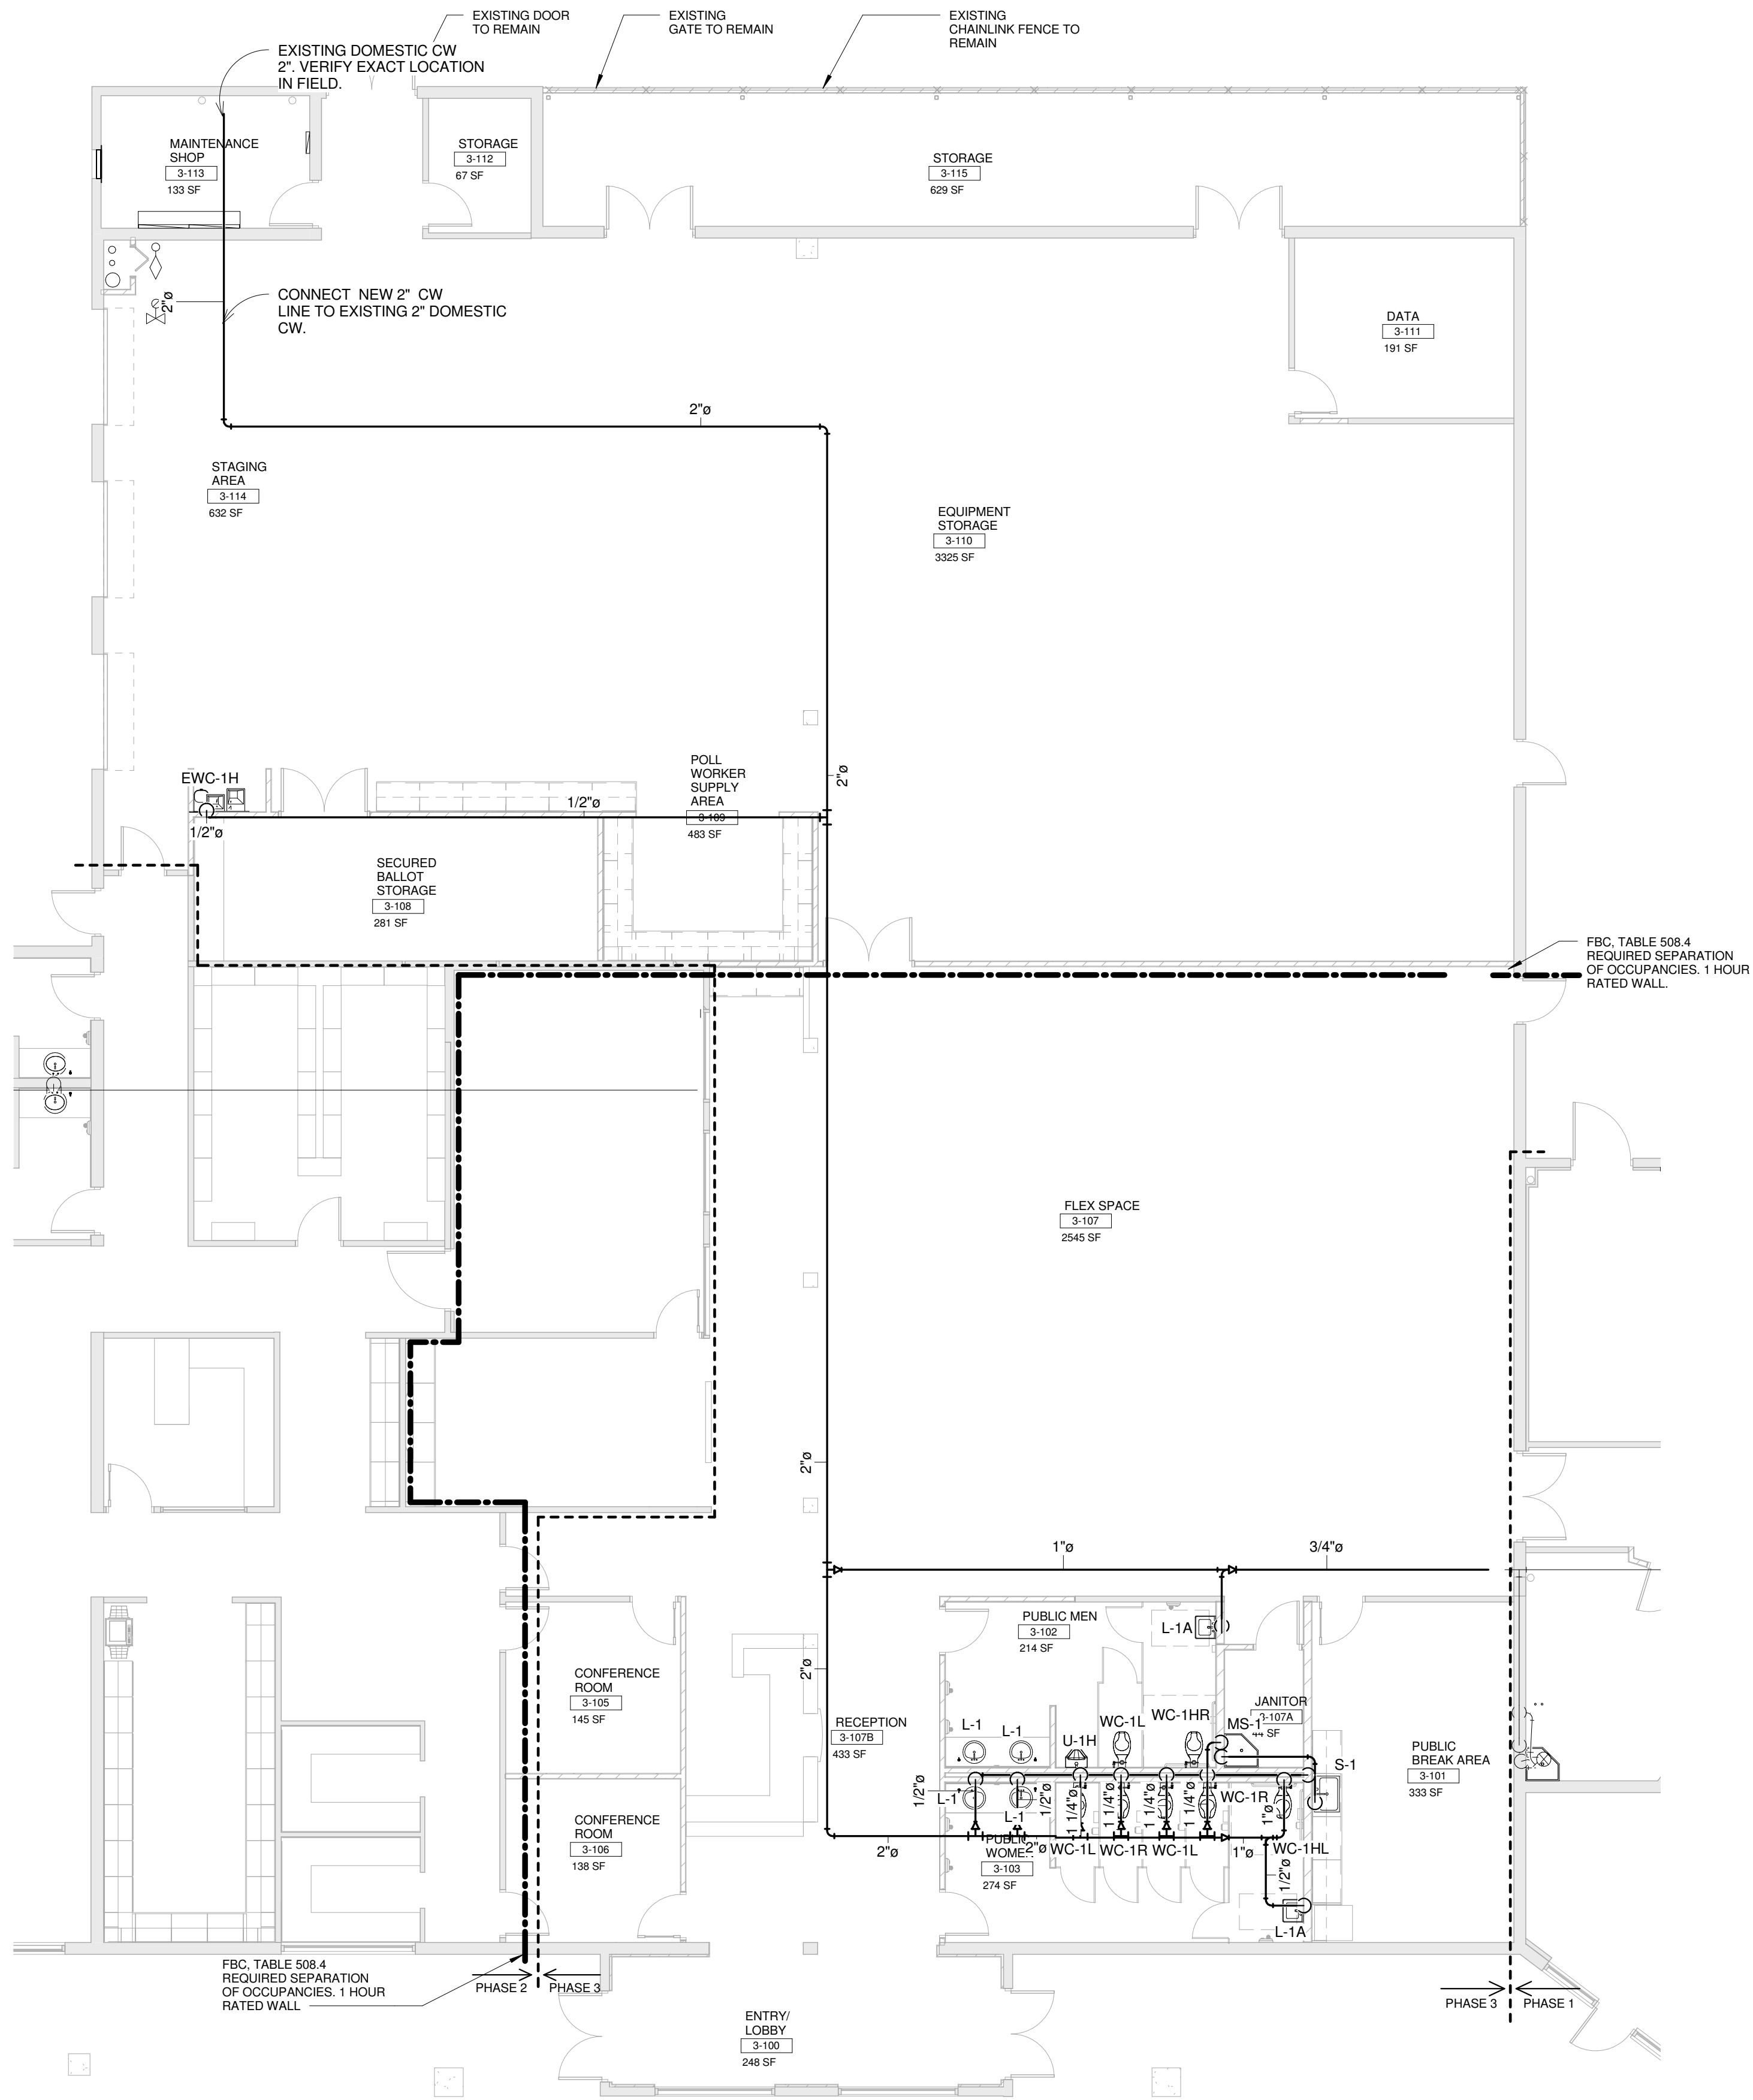 EXISTING DOOR
TO REMAIN
EXISTING
GATE TO REMAIN
EXISTING
CHAINLINK FENCE TO
REMAIN
EXISTING DOMESTIC CW
2". VERIFY EXACT LOCATION
IN FIELD.
MAINTENANCE
SHOP
3-113
133 SF
STORAGE
3-112
67 SF
STORAGE
3-115
629 SF
2"ø
CONNECT NEW 2" CW
LINE TO EXISTING 2" DOMESTIC
CW.
DATA
3-111
191 SF
2"ø
STAGING
AREA
3-114
632 SF
EQUIPMENT
STORAGE
3-110
3325 SF
POLL
WORKER
SUPPLY
AREA
3-109
483 SF
2"ø
EWC-1H
1/2"ø
1/2"ø
SECURED
BALLOT
STORAGE
3-108
281 SF
FBC, TABLE 508.4
REQUIRED SEPARATION
OF OCCUPANCIES. 1 HOUR
RATED WALL.
FLEX SPACE
3-107
2545 SF
2"ø
1"ø
3/4"ø
PUBLIC MEN
3-102
214 SF
L-1A
2"ø
CONFERENCE
ROOM
3-105
145 SF
RECEPTION
3-107B
433 SF
JANITOR
3-107A
44 SF
L-1
L-1
U-1H
WC-1L
WC-1HR
MS-1
S-1
PUBLIC
BREAK AREA
3-101
333 SF
1/2"ø
L-1
L-1
1/2"ø
1 1/4"ø
1 1/4"ø
1 1/4"ø
1 1/4"ø
WC-1R
1"ø
CONFERENCE
ROOM
3-106
138 SF
2"ø
PUBLIC
WOMEN
3-103
274 SF
2"ø
WC-1L
WC-1R
WC-1L
1"ø
WC-1HL
1/2"ø
L-1A
FBC, TABLE 508.4
REQUIRED SEPARATION
OF OCCUPANCIES. 1 HOUR
RATED WALL
PHASE 2
PHASE 3
PHASE 3
PHASE 1
ENTRY/
LOBBY
3-100
248 SF